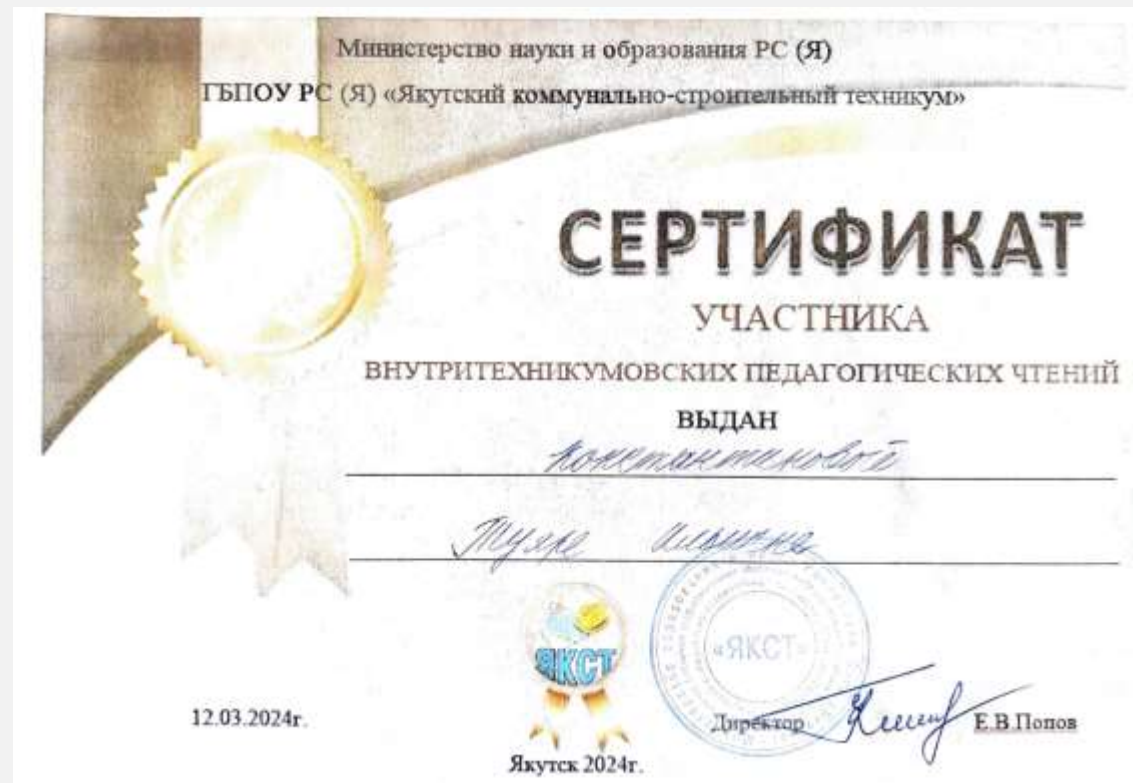 Министерство науки и образования РС (Я)
ГБПОУ РС (Я) «Якутский коммунально-строительный техникум»
СЕРТИФИКАТ
УЧАСТНИКА
ВНУТРИТЕХНИКУМОВСКИХ ПЕДАГОГИЧЕСКИХ ЧТЕНИЙ
ВЫДАН
Константиновой
Туяре Ильичне
ЯКСТ
«ЯКСТ»
12.03.2024г.
Директор Е.В.Попов
Якутск 2024г.